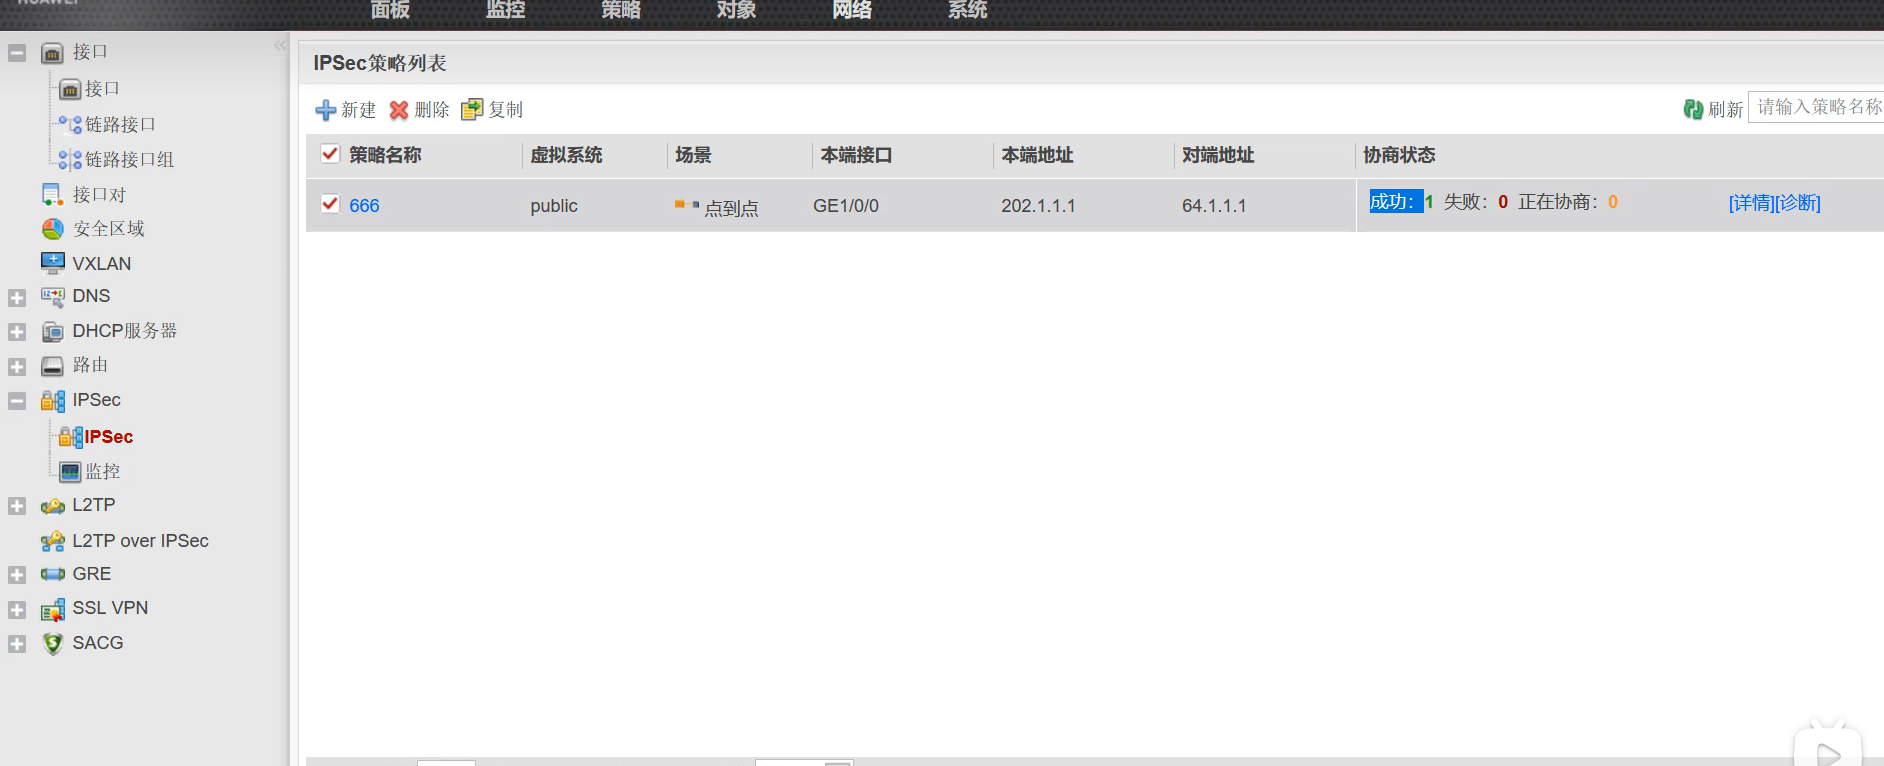 HUAWEI
面板 监控 策略 对象 网络 系统
接口
接口
链路接口
链路接口组
接口对
安全区域
VXLAN
DNS
DHCP服务器
路由
IPSec
IPSec
监控
L2TP
L2TP over IPSec
GRE
SSL VPN
SACG
IPSec策略列表
新建 删除 复制 刷新 请输入策略名称
策略名称 虚拟系统 场景 本端接口 本端地址 对端地址 协商状态
666 public 点到点 GE1/0/0 202.1.1.1 64.1.1.1 成功：1 失败：0 正在协商：0 [详情][诊断]